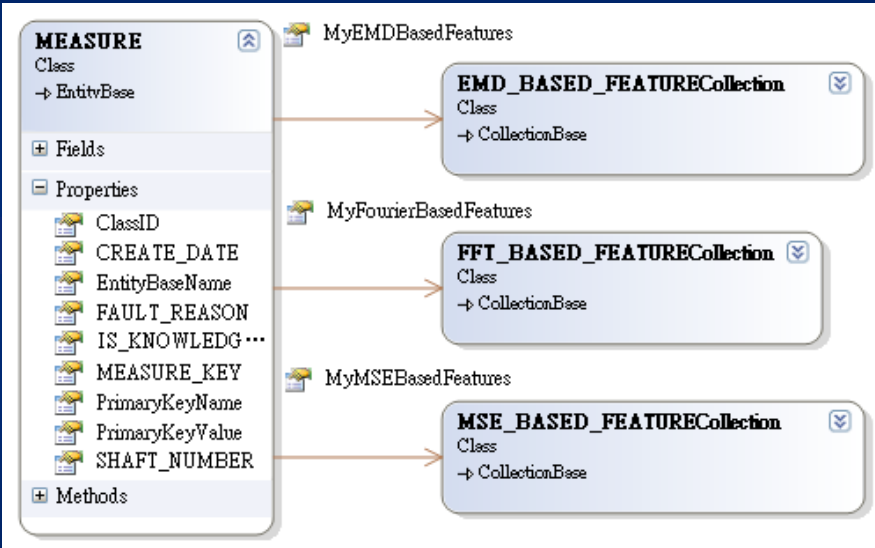 MEASURE
Class
EntityBase
Fields
Properties
ClassID
CREATE_DATE
EntityBaseName
FAULT_REASON
IS_KNOWLEDG…
MEASURE_KEY
PrimaryKeyName
PrimaryKeyValue
SHAFT_NUMBER
Methods
MyEMDBasedFeatures
EMD_BASED_FEATURECollection
Class
CollectionBase
MyFourierBasedFeatures
FFT_BASED_FEATURECollection
Class
CollectionBase
MyMSEBasedFeatures
MSE_BASED_FEATURECollection
Class
CollectionBase